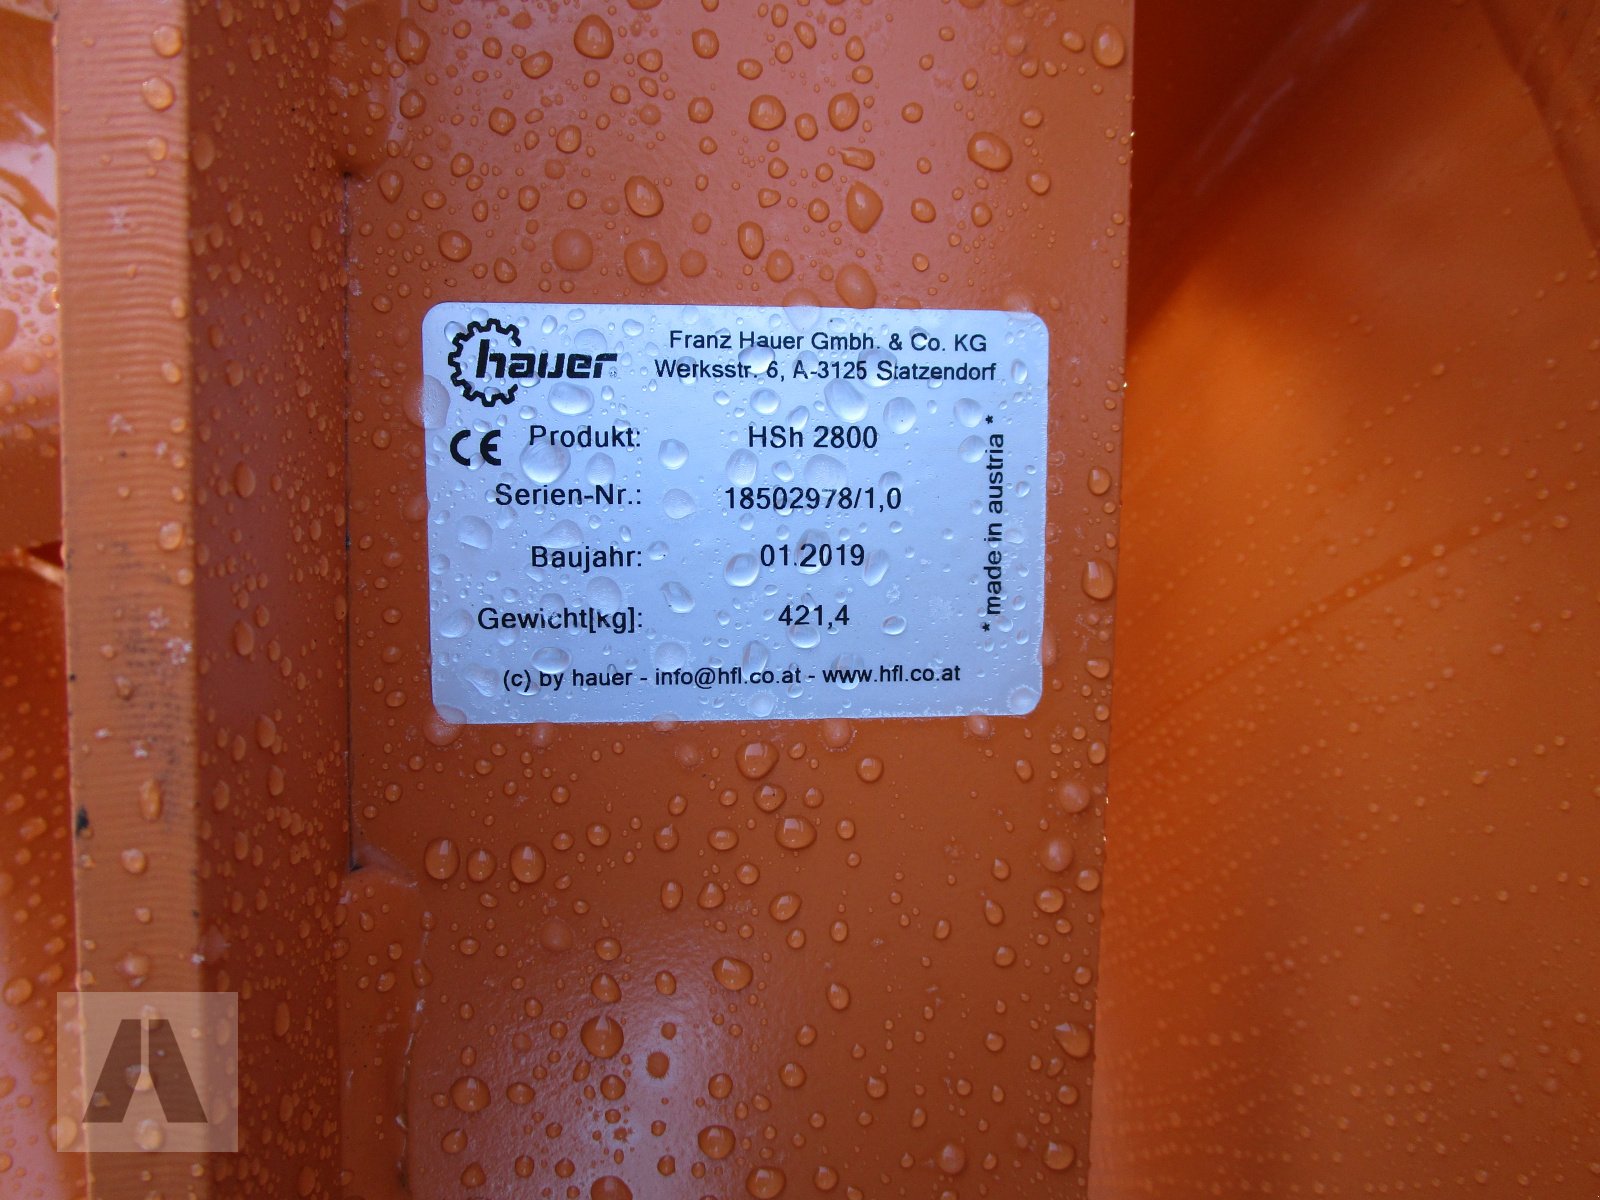 hauer
Franz Hauer Gmbh. & Co. KG
Werksstr. 6, A-3125 Statzendorf
CE Produkt: HSh 2800
Serien-Nr.: 18502978/1,0
Baujahr: 01.2019
Gewicht[kg]: 421,4
* made in austria *
(c) by hauer - info@hfl.co.at - www.hfl.co.at